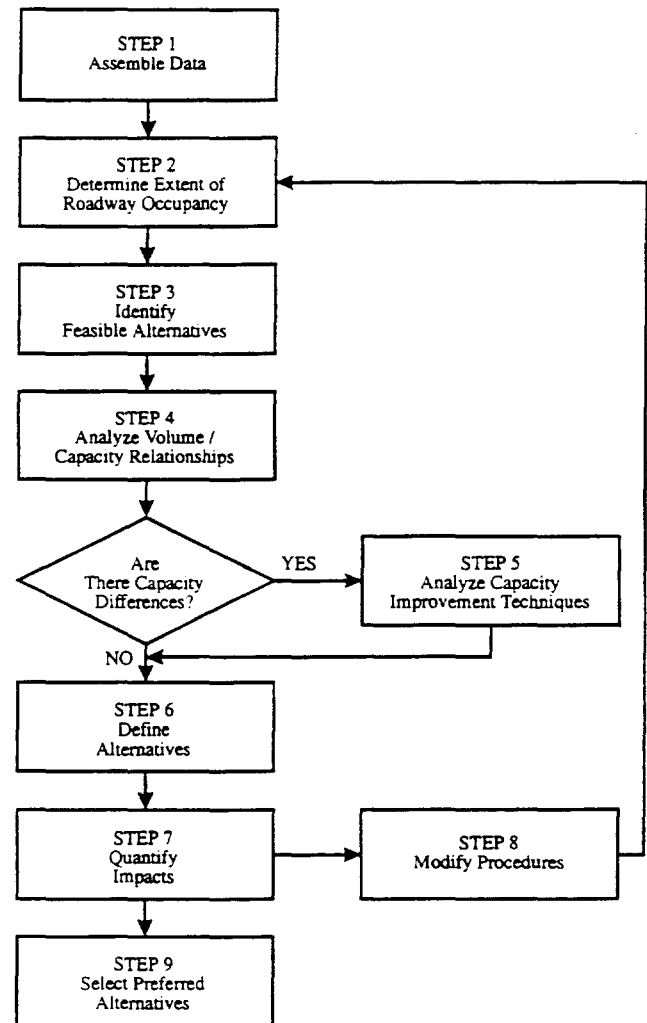 STEP 1
Assemble Data
STEP 2
Determine Extent of
Roadway Occupancy
STEP 3
Identify
Feasible Alternatives
STEP 4
Analyze Volume /
Capacity Relationships
Are
There Capacity
Differences?
YES
STEP 5
Analyze Capacity
Improvement Techniques
NO
STEP 6
Define
Alternatives
STEP 7
Quantify
Impacts
STEP 8
Modify Procedures
STEP 9
Select Preferred
Alternatives